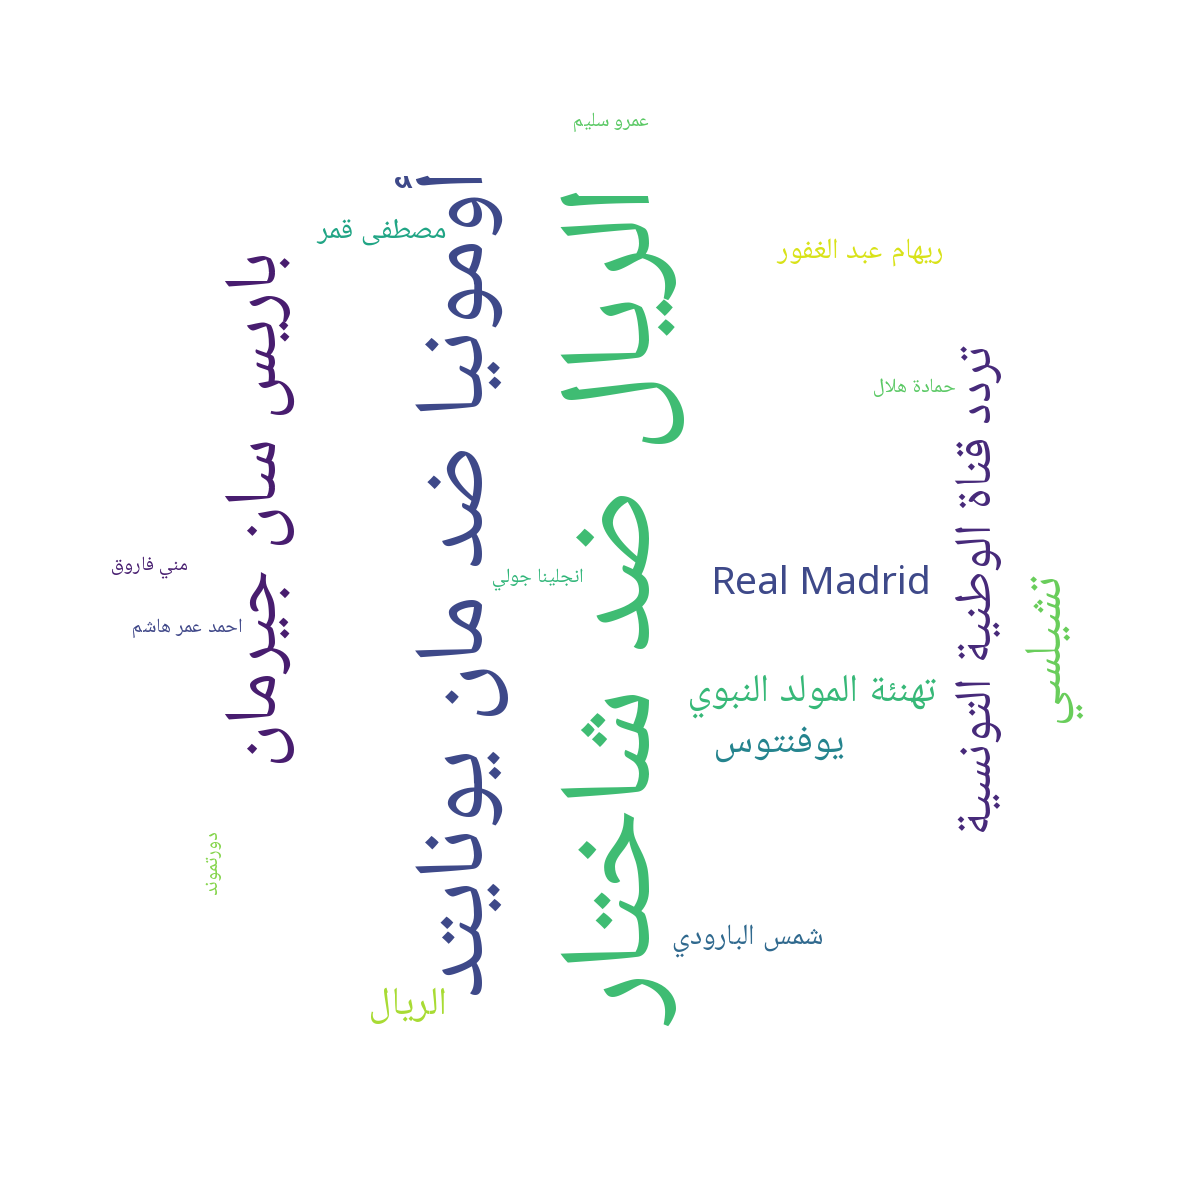 عمرو سليم
الريال ضد شاختار
أومونيا ضد مان يونايتد
باريس سان جيرمان
مصطفى قمر
ريهام عبد الغفور
حمادة هلال
تردد قناة الوطنية التونسية
مني فاروق
انجلينا جولي
Real Madrid
تشيلسي
احمد عمر هاشم
تهنئة المولد النبوي
يوفنتوس
دورتموند
شمس البارودي
الريال